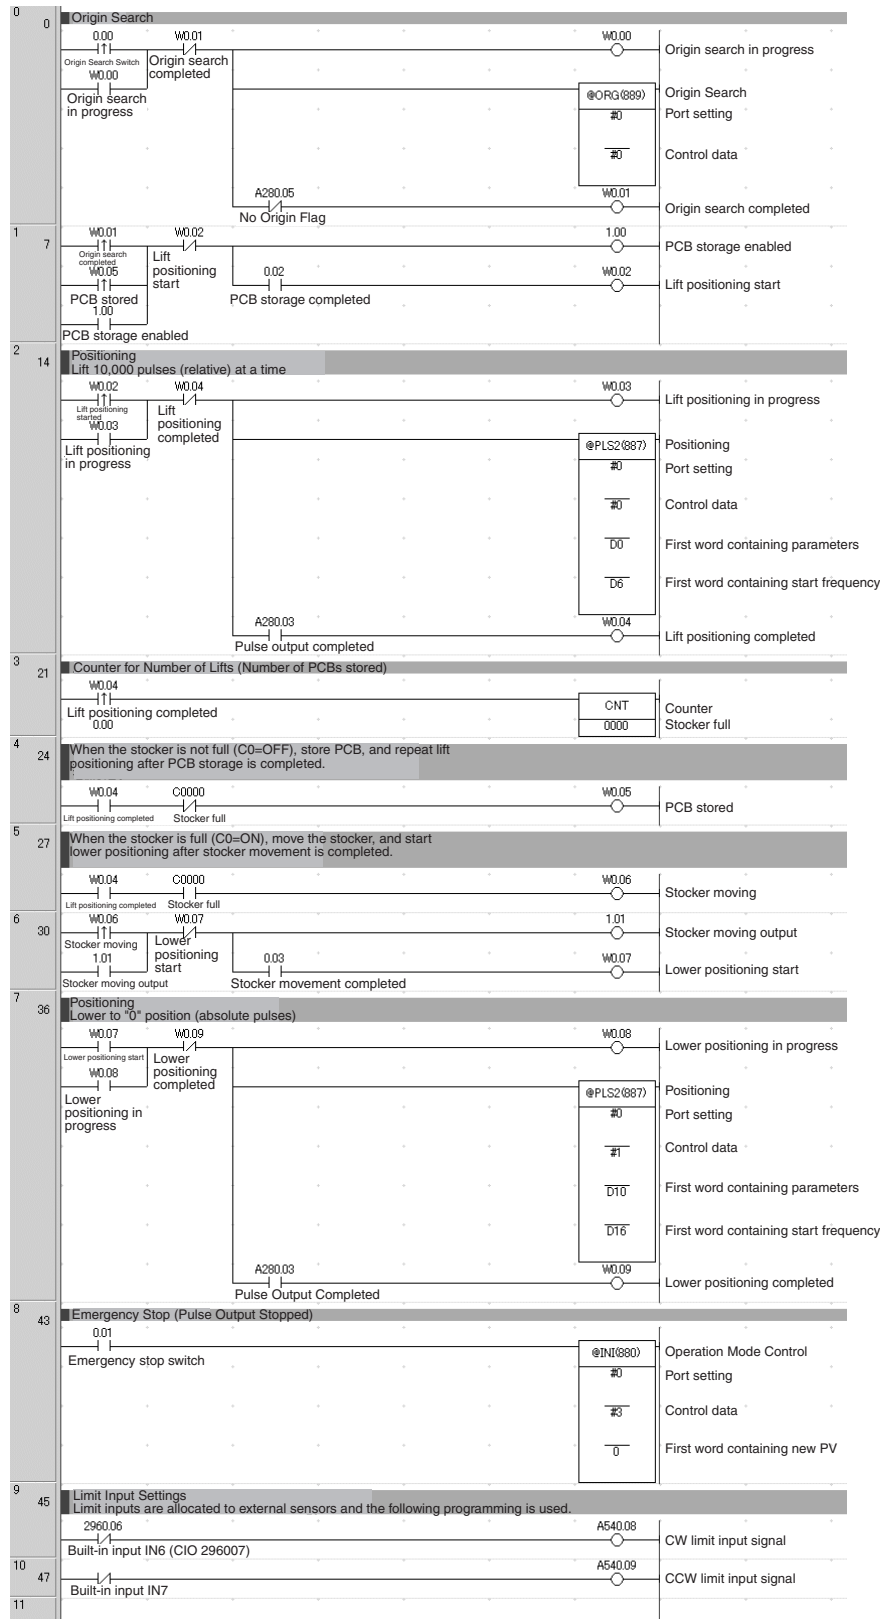 0
0
Origin Search
0.00
W0.01
W0.00
Origin Search Switch
Origin search completed
Origin search in progress
W0.00
Origin search in progress
@ORG(889)
Origin Search
#0
Port setting
#0
Control data
A280.05
W0.01
No Origin Flag
Origin search completed
1
7
W0.01
W0.02
1.00
Origin search completed
Lift positioning start
PCB storage enabled
W0.05
0.02
W0.02
PCB stored
PCB storage completed
Lift positioning start
1.00
PCB storage enabled
2
14
Positioning
Lift 10,000 pulses (relative) at a time
W0.02
W0.04
W0.03
Lift positioning started
Lift positioning completed
Lift positioning in progress
W0.03
Lift positioning in progress
@PLS2(887)
Positioning
#0
Port setting
#0
Control data
D0
First word containing parameters
D6
First word containing start frequency
A280.03
W0.04
Pulse output completed
Lift positioning completed
3
21
Counter for Number of Lifts (Number of PCBs stored)
W0.04
Lift positioning completed
0.00
CNT
Counter
0000
Stocker full
4
24
When the stocker is not full (C0=OFF), store PCB, and repeat lift
positioning after PCB storage is completed.
W0.04
C0000
W0.05
Lift positioning completed
Stocker full
PCB stored
5
27
When the stocker is full (C0=ON), move the stocker, and start
lower positioning after stocker movement is completed.
W0.04
C0000
W0.06
Lift positioning completed
Stocker full
Stocker moving
6
30
W0.06
W0.07
1.01
Stocker moving
Lower positioning start
Stocker moving output
1.01
0.03
W0.07
Stocker moving output
Stocker movement completed
Lower positioning start
7
36
Positioning
Lower to "0" position (absolute pulses)
W0.07
W0.09
W0.08
Lower positioning start
Lower positioning completed
Lower positioning in progress
W0.08
Lower positioning in progress
@PLS2(887)
Positioning
#0
Port setting
#1
Control data
D10
First word containing parameters
D16
First word containing start frequency
A280.03
W0.09
Pulse Output Completed
Lower positioning completed
8
43
Emergency Stop (Pulse Output Stopped)
0.01
Emergency stop switch
@INI(880)
Operation Mode Control
#0
Port setting
#3
Control data
0
First word containing new PV
9
45
Limit Input Settings
Limit inputs are allocated to external sensors and the following programming is used.
2960.06
A540.08
Built-in input IN6 (CIO 296007)
CW limit input signal
10
47
A540.09
Built-in input IN7
CCW limit input signal
11